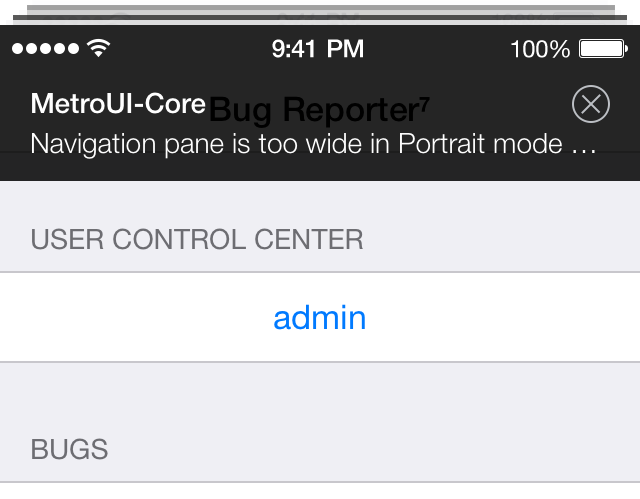 9:41 PM 100%
MetroUI-Core Bug Reporter⁷
Navigation pane is too wide in Portrait mode …
USER CONTROL CENTER
admin
BUGS